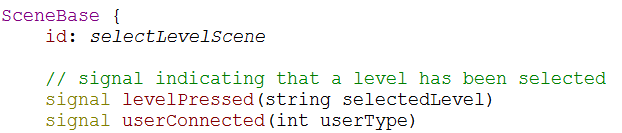 SceneBase {
id: selectLevelScene
// signal indicating that a level has been selected
signal levelPressed(string selectedLevel)
signal userConnected(int userType)